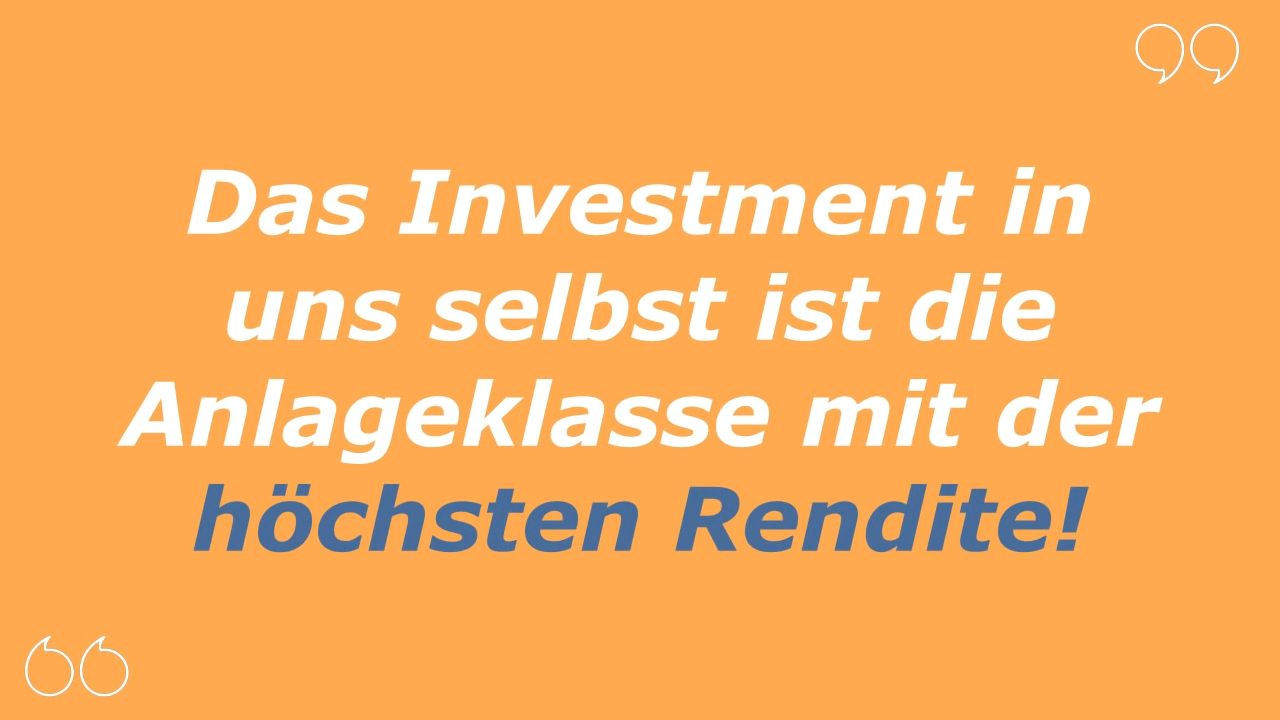 Das Investment in
uns selbst ist die
Anlageklasse mit der
höchsten Rendite!